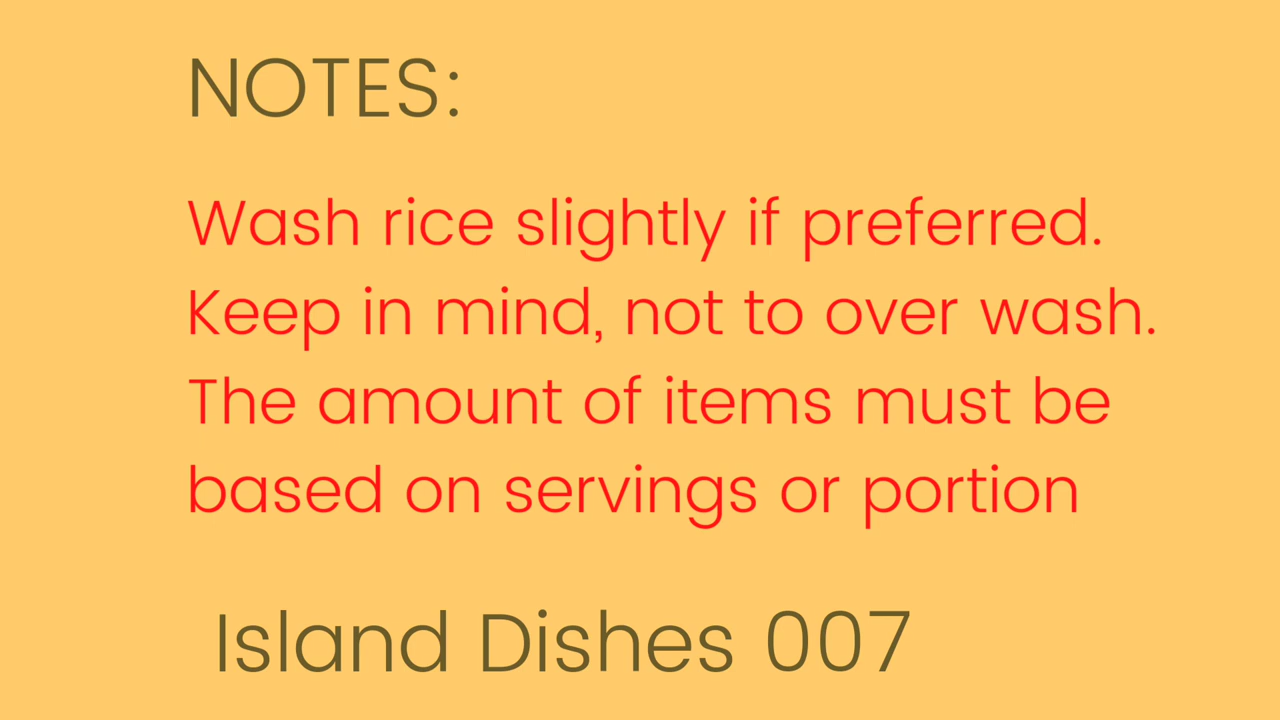 NOTES:
Wash rice slightly if preferred.
Keep in mind, not to over wash.
The amount of items must be
based on servings or portion
Island Dishes 007